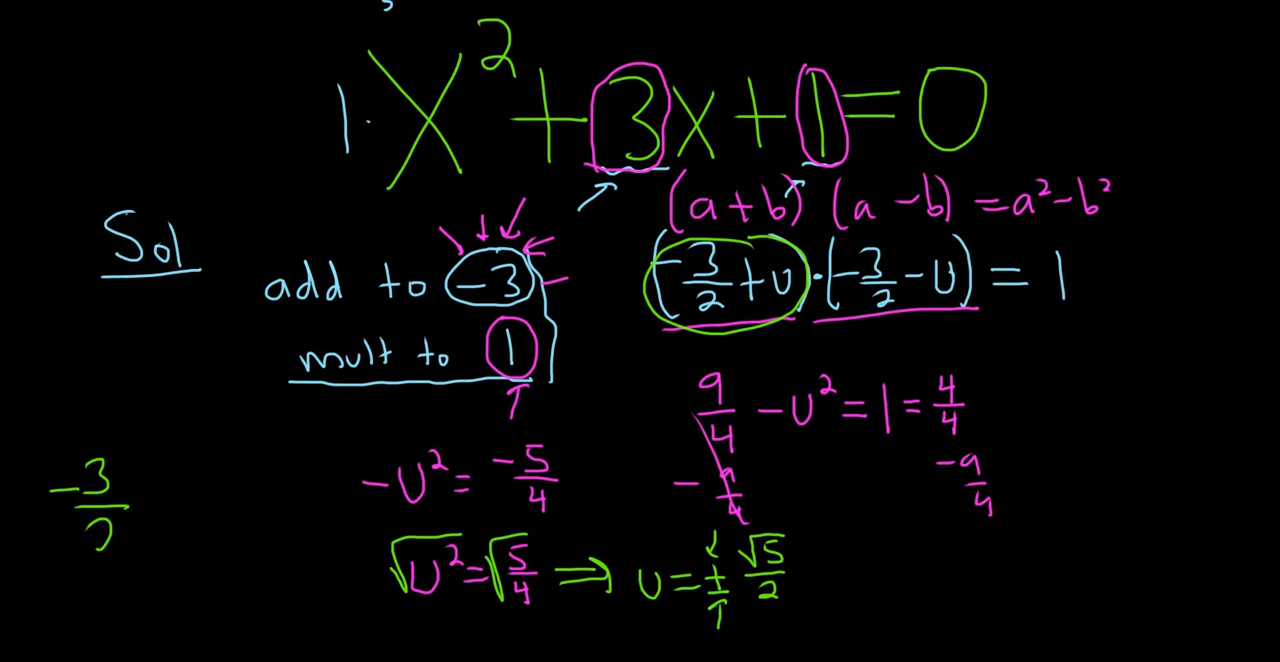 1·X² + 3x + 1 = 0
(a + b) (a - b) = a² - b²
Sol
add to -3
(-3/2 + u)·(-3/2 - u) = 1
mult to 1
9/4 - u² = 1 = 4/4
- 9/4 - 9/4
-u² = -5/4
-3/2
√u² = √5/4 ⇒ u = ± √5/2